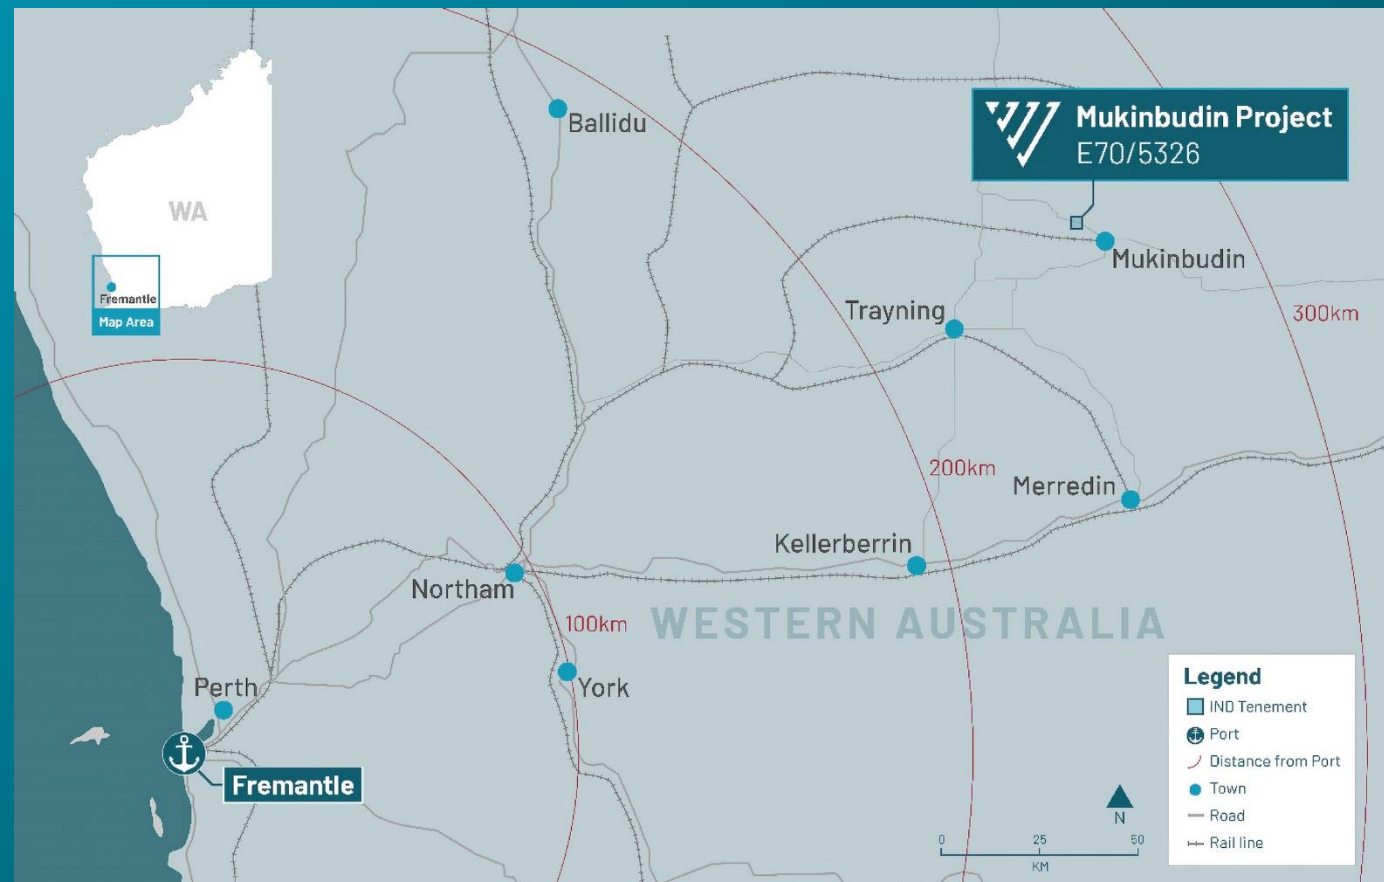 Ballidu
Mukinbudin Project
E70/5326
WA
Fremantle
Map Area
Mukinbudin
Trayning
300km
200km
Merredin
Kellerberrin
Northam
100km
WESTERN AUSTRALIA
York
Perth
Fremantle
Legend
IND Tenement
Port
Distance from Port
Town
Road
Rail line
N
0 25 50
KM